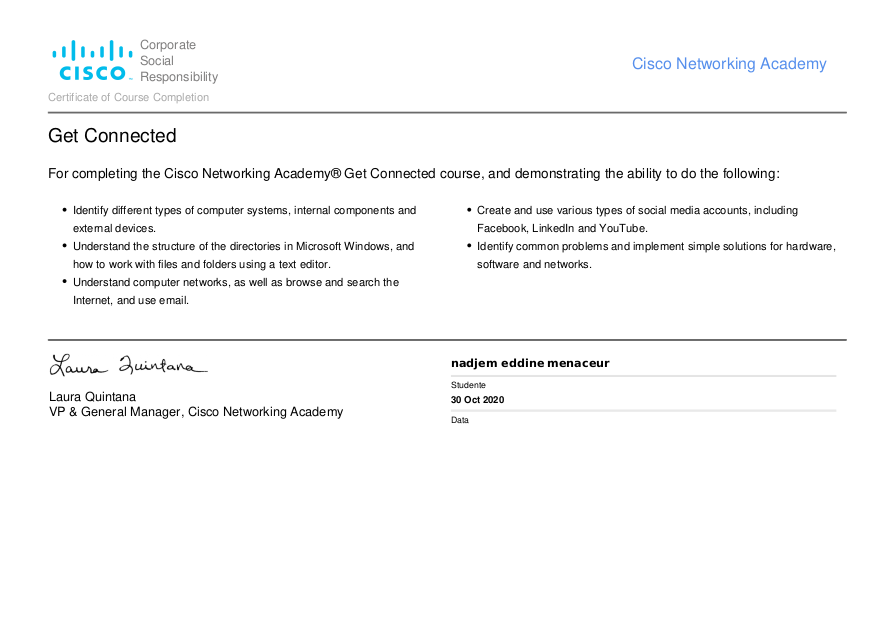 CISCO
Corporate
Social
Responsibility
Certificate of Course Completion
Cisco Networking Academy
Get Connected
For completing the Cisco Networking Academy® Get Connected course, and demonstrating the ability to do the following:
• Identify different types of computer systems, internal components and
external devices.
• Understand the structure of the directories in Microsoft Windows, and
how to work with files and folders using a text editor.
• Understand computer networks, as well as browse and search the
Internet, and use email.
• Create and use various types of social media accounts, including
Facebook, LinkedIn and YouTube.
• Identify common problems and implement simple solutions for hardware,
software and networks.
Laura Quintana
Laura Quintana
VP & General Manager, Cisco Networking Academy
nadjem eddine menaceur
Studente
30 Oct 2020
Data